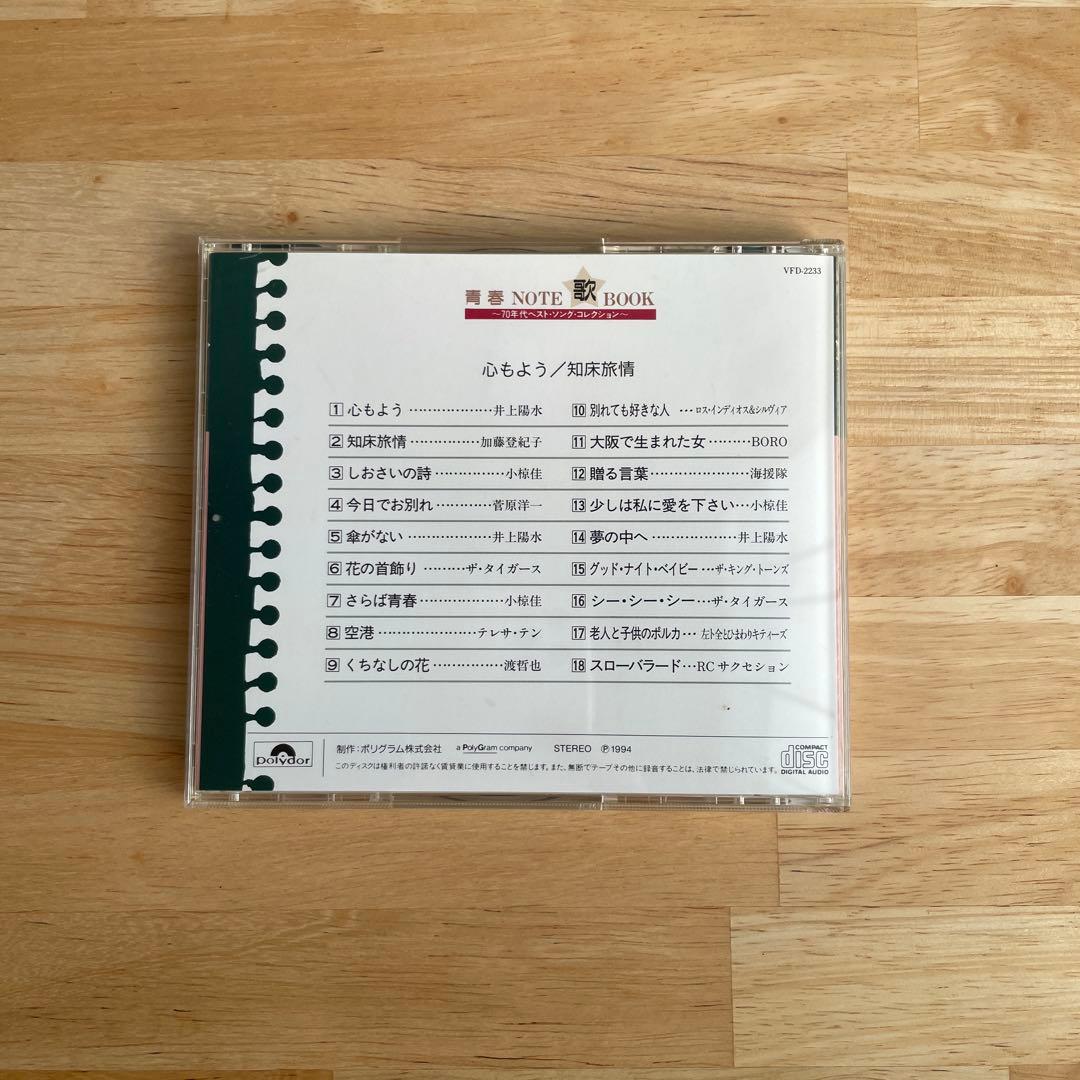 VFD-2233
青春 NOTE 歌 BOOK
〜70年代ベスト・ソング・コレクション〜
心もよう／知床旅情
1 心もよう ………………井上陽水
2 知床旅情 ……………加藤登紀子
3 しおさいの詩……………小椋佳
4 今日でお別れ …………菅原洋一
5 傘がない ………………井上陽水
6 花の首飾り ………ザ・タイガース
7 さらば青春………………小椋佳
8 空港 …………………テレサ・テン
9 くちなしの花……………渡哲也
10 別れても好きな人 …ロス・インディオス&シルヴィア
11 大阪で生まれた女………BORO
12 贈る言葉…………………海援隊
13 少しは私に愛を下さい…小椋佳
14 夢の中へ ………………井上陽水
15 グッド・ナイト・ベイビー …ザ・キング・トーンズ
16 シー・シー・シー…ザ・タイガース
17 老人と子供のポルカ… 左ト全とひまわりキティーズ
18 スローバラード…RCサクセション
polydor
制作：ポリグラム株式会社 a PolyGram company STEREO ℗1994
このディスクは権利者の許諾なく賃貸業に使用することを禁じます。また、無断でテープその他に録音することは、法律で禁じられています。
COMPACT
disc
DIGITAL AUDIO